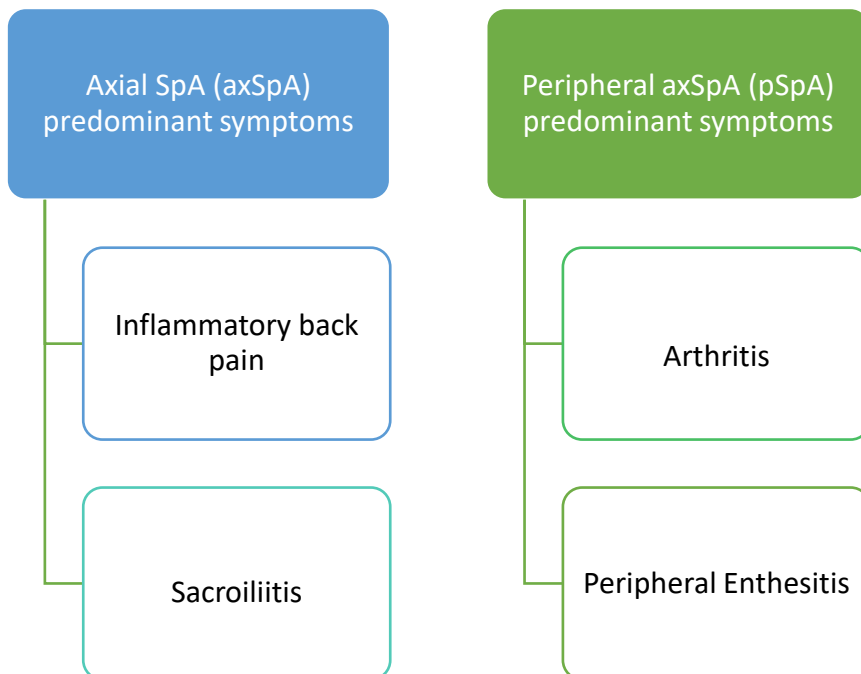 Axial SpA (axSpA)
predominant symptoms
Inflammatory back
pain
Sacroiliitis
Peripheral axSpA (pSpA)
predominant symptoms
Arthritis
Peripheral Enthesitis